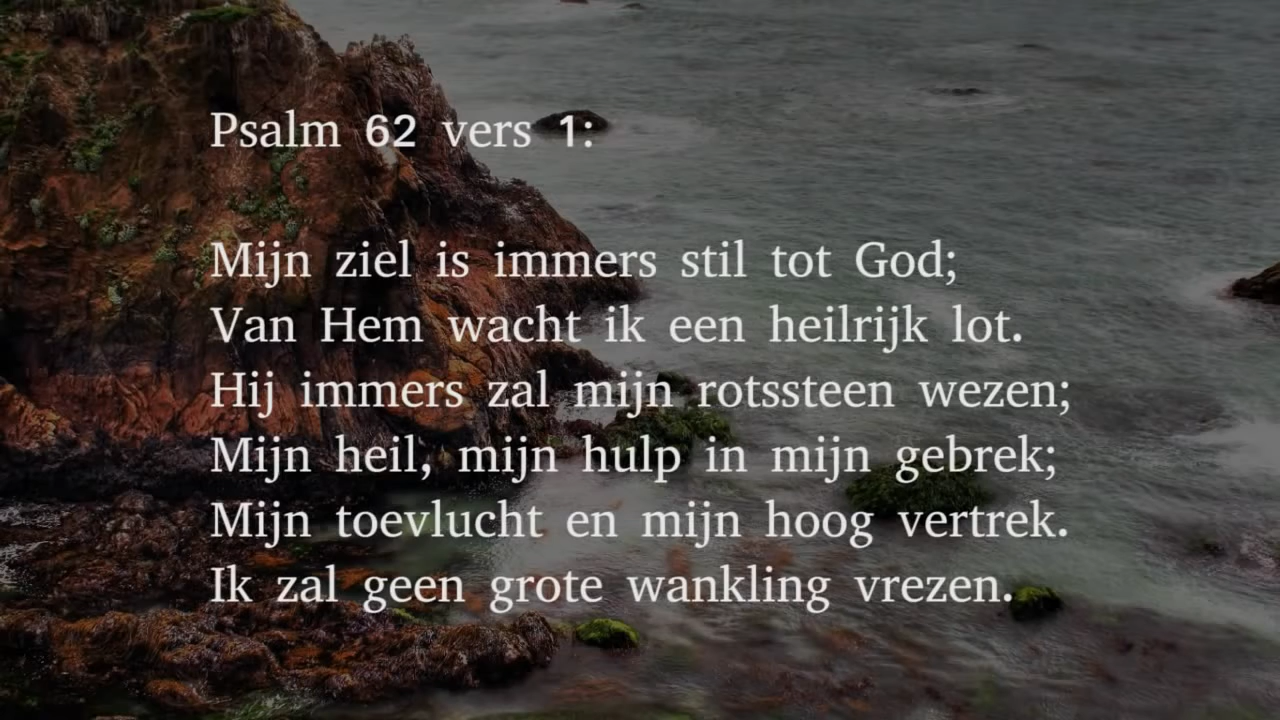 Psalm 62 vers 1:
Mijn ziel is immers stil tot God;
Van Hem wacht ik een heilrijk lot.
Hij immers zal mijn rotssteen wezen;
Mijn heil, mijn hulp in mijn gebrek;
Mijn toevlucht en mijn hoog vertrek.
Ik zal geen grote wankling vrezen.